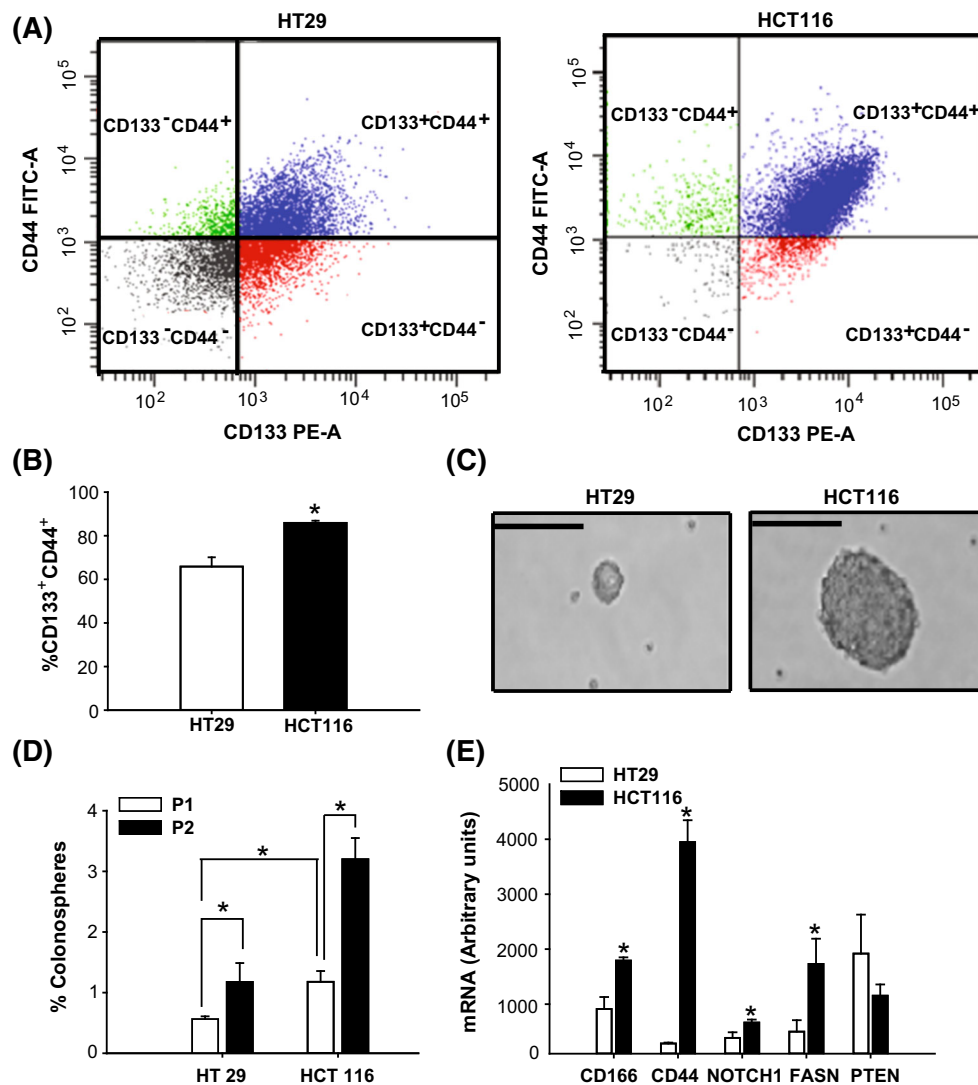 (A)
HT29
HCT116
CD44 FITC-A
10⁵
10⁴
10³
10²
CD133⁻CD44⁺
CD133⁺CD44⁺
CD133⁻CD44⁻
CD133⁺CD44⁻
10² 10³ 10⁴ 10⁵
CD133 PE-A
CD44 FITC-A
10⁵
10⁴
10³
10²
CD133⁻CD44⁺
CD133⁺CD44⁺
CD133⁻CD44⁻
CD133⁺CD44⁻
10² 10³ 10⁴ 10⁵
CD133 PE-A
(B)
%CD133⁺CD44⁺
100
80
60
40
20
0
*
HT29 HCT116
(C)
HT29
HCT116
(D)
% Colonospheres
4
3
2
1
0
P1
P2
*
*
*
HT 29 HCT 116
(E)
mRNA (Arbitrary units)
5000
4000
3000
2000
1000
0
HT29
HCT116
*
*
*
*
CD166 CD44 NOTCH1 FASN PTEN